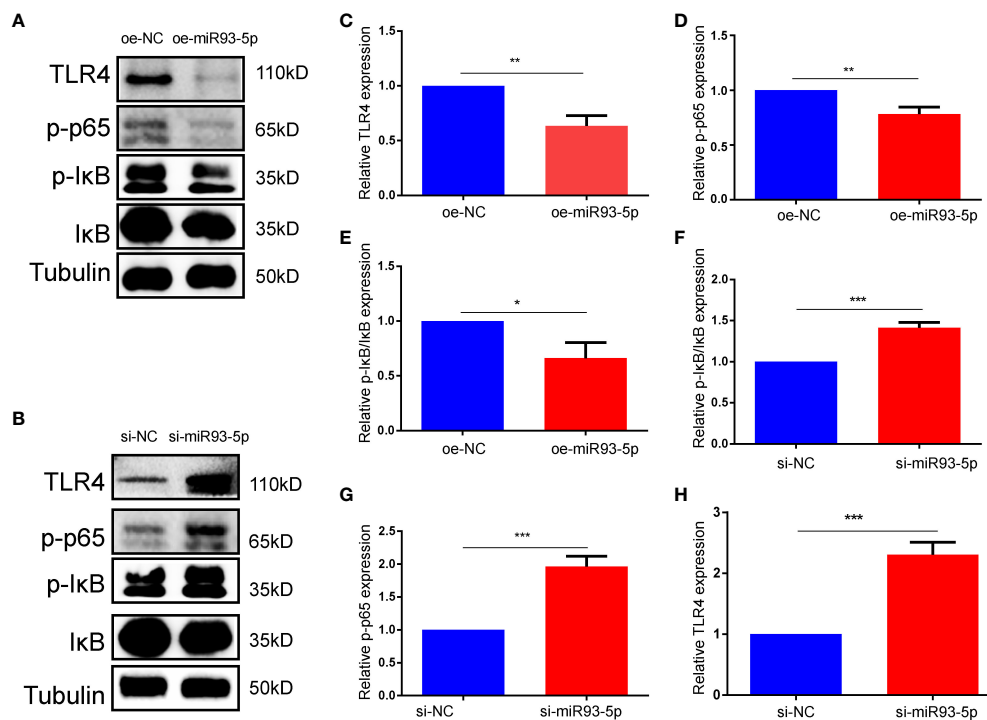 A
oe-NC oe-miR93-5p
TLR4 110kD
p-p65 65kD
p-IκB 35kD
IκB 35kD
Tubulin 50kD
B
si-NC si-miR93-5p
TLR4 110kD
p-p65 65kD
p-IκB 35kD
IκB 35kD
Tubulin 50kD
C
Relative TLR4 expression
1.5
1.0
0.5
0.0
**
oe-NC oe-miR93-5p
D
Relative p-p65 expression
1.5
1.0
0.5
0.0
**
oe-NC oe-miR93-5p
E
Relative p-IκB/IκB expression
1.5
1.0
0.5
0.0
*
oe-NC oe-miR93-5p
F
Relative p-IκB/IκB expression
2.0
1.5
1.0
0.5
0.0
***
si-NC si-miR93-5p
G
Relative p-p65 expression
2.5
2.0
1.5
1.0
0.5
0.0
***
si-NC si-miR93-5p
H
Relative TLR4 expression
3
2
1
0
***
si-NC si-miR93-5p